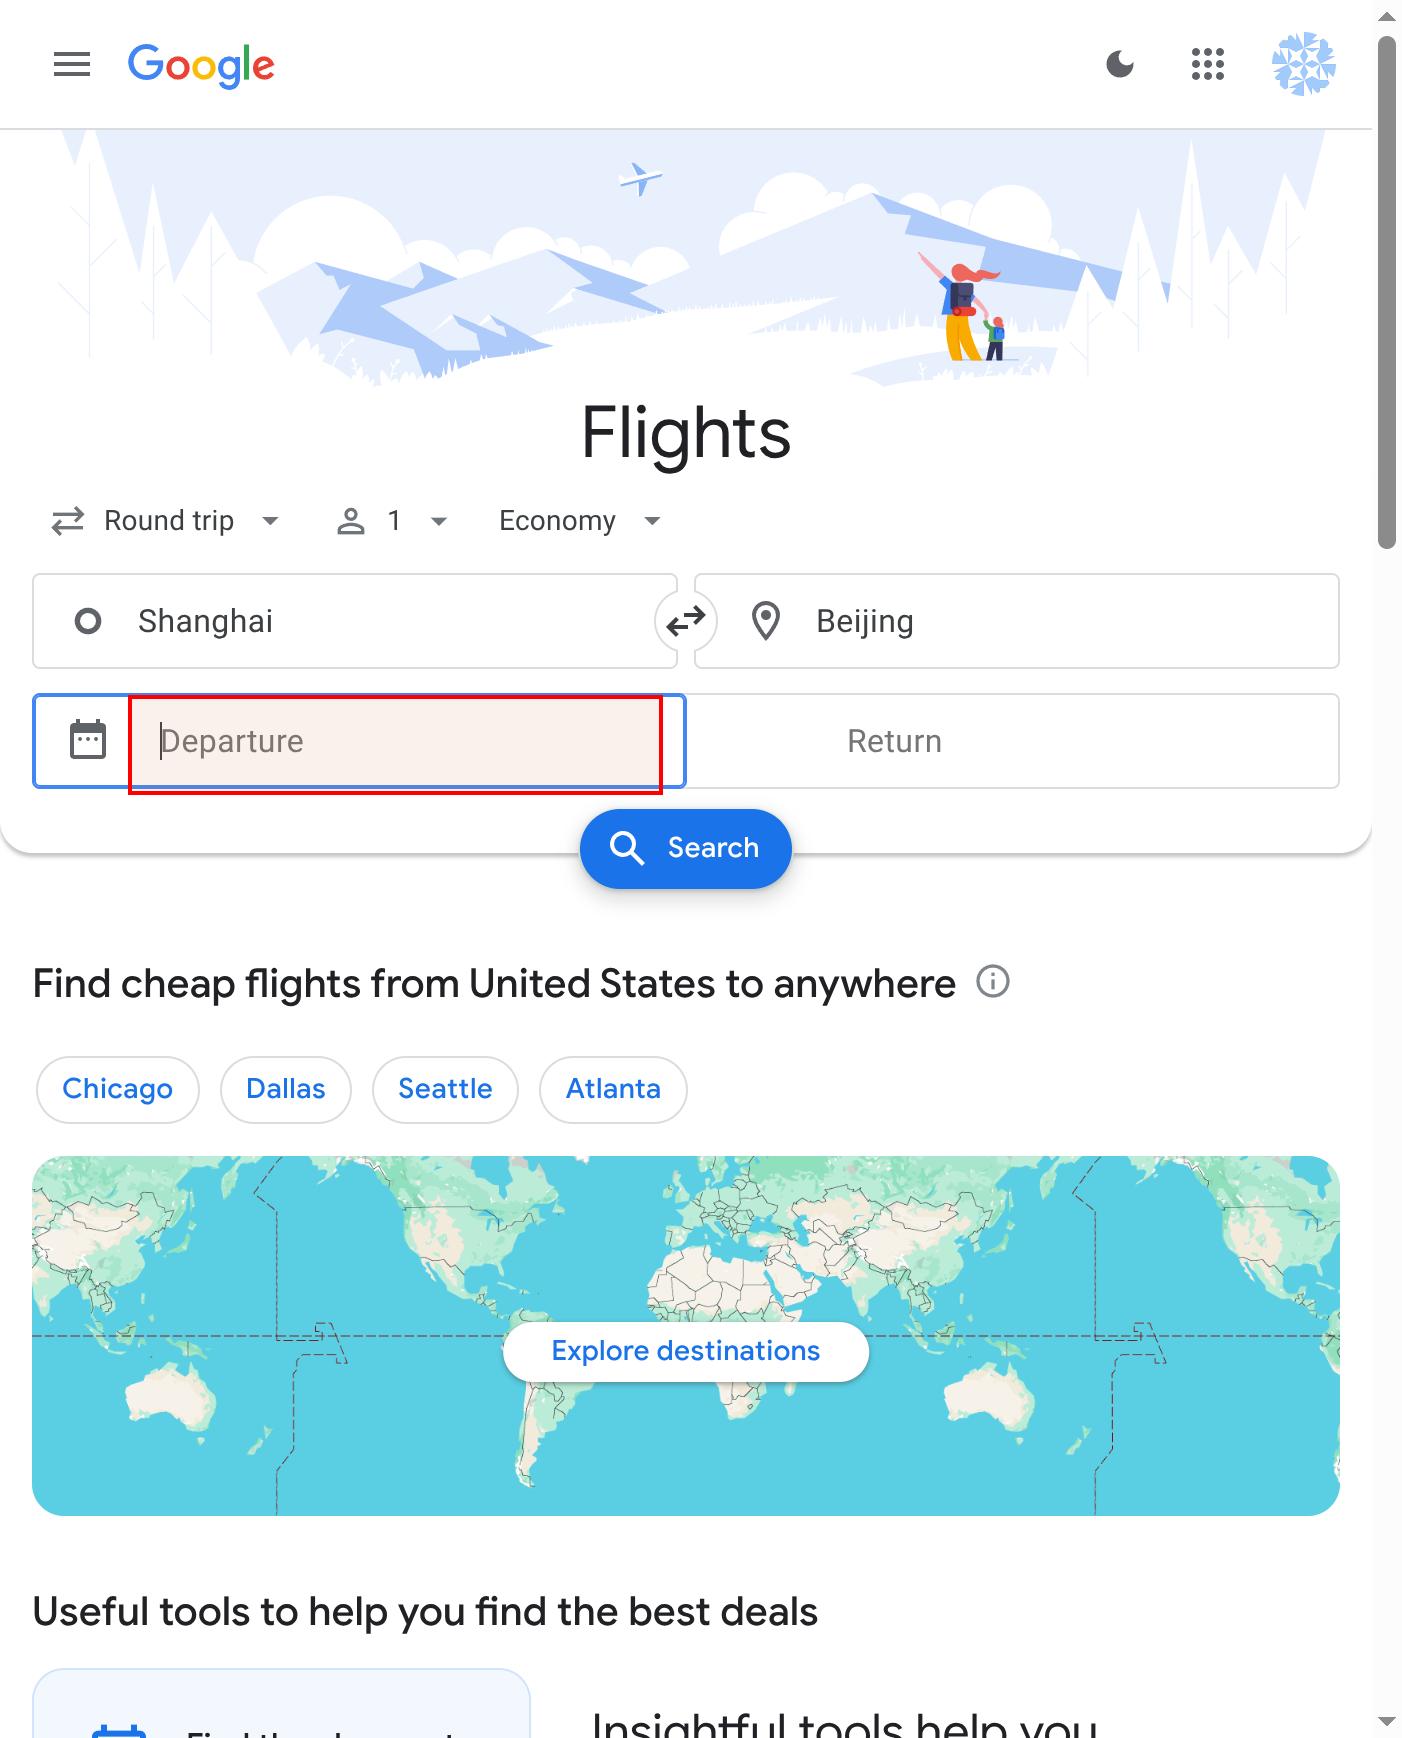 Google
Flights
Round trip 1 Economy
Shanghai Beijing
Departure Return
Search
Find cheap flights from United States to anywhere
Chicago Dallas Seattle Atlanta
Explore destinations
Useful tools to help you find the best deals
Insightful tools help you